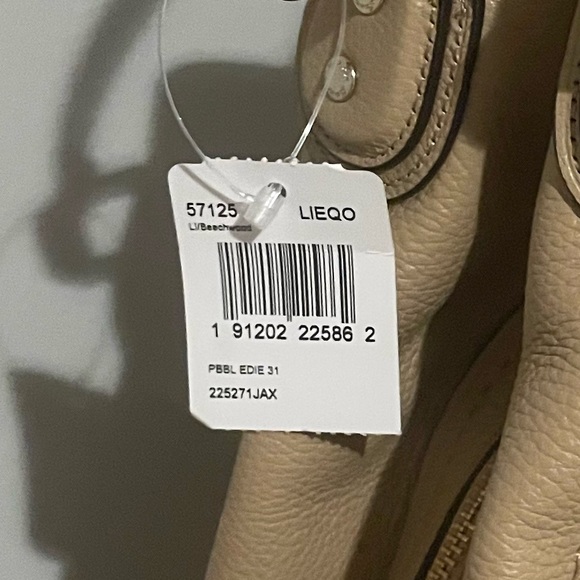 57125 LIEQO
LI/Beechwood
1 91202 22586 2
PBBL EDIE 31
225271JAX